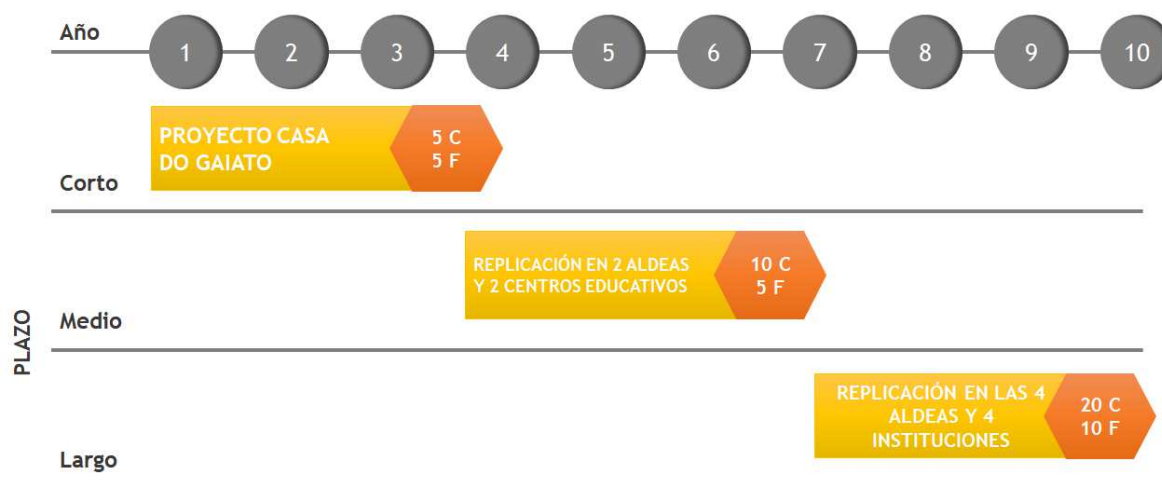 Año
1 2 3 4 5 6 7 8 9 10
PROYECTO CASA
DO GAIATO
5 C
5 F
Corto
REPLICACIÓN EN 2 ALDEAS
Y 2 CENTROS EDUCATIVOS
10 C
5 F
Medio
PLAZO
REPLICACIÓN EN LAS 4
ALDEAS Y 4
INSTITUCIONES
20 C
10 F
Largo